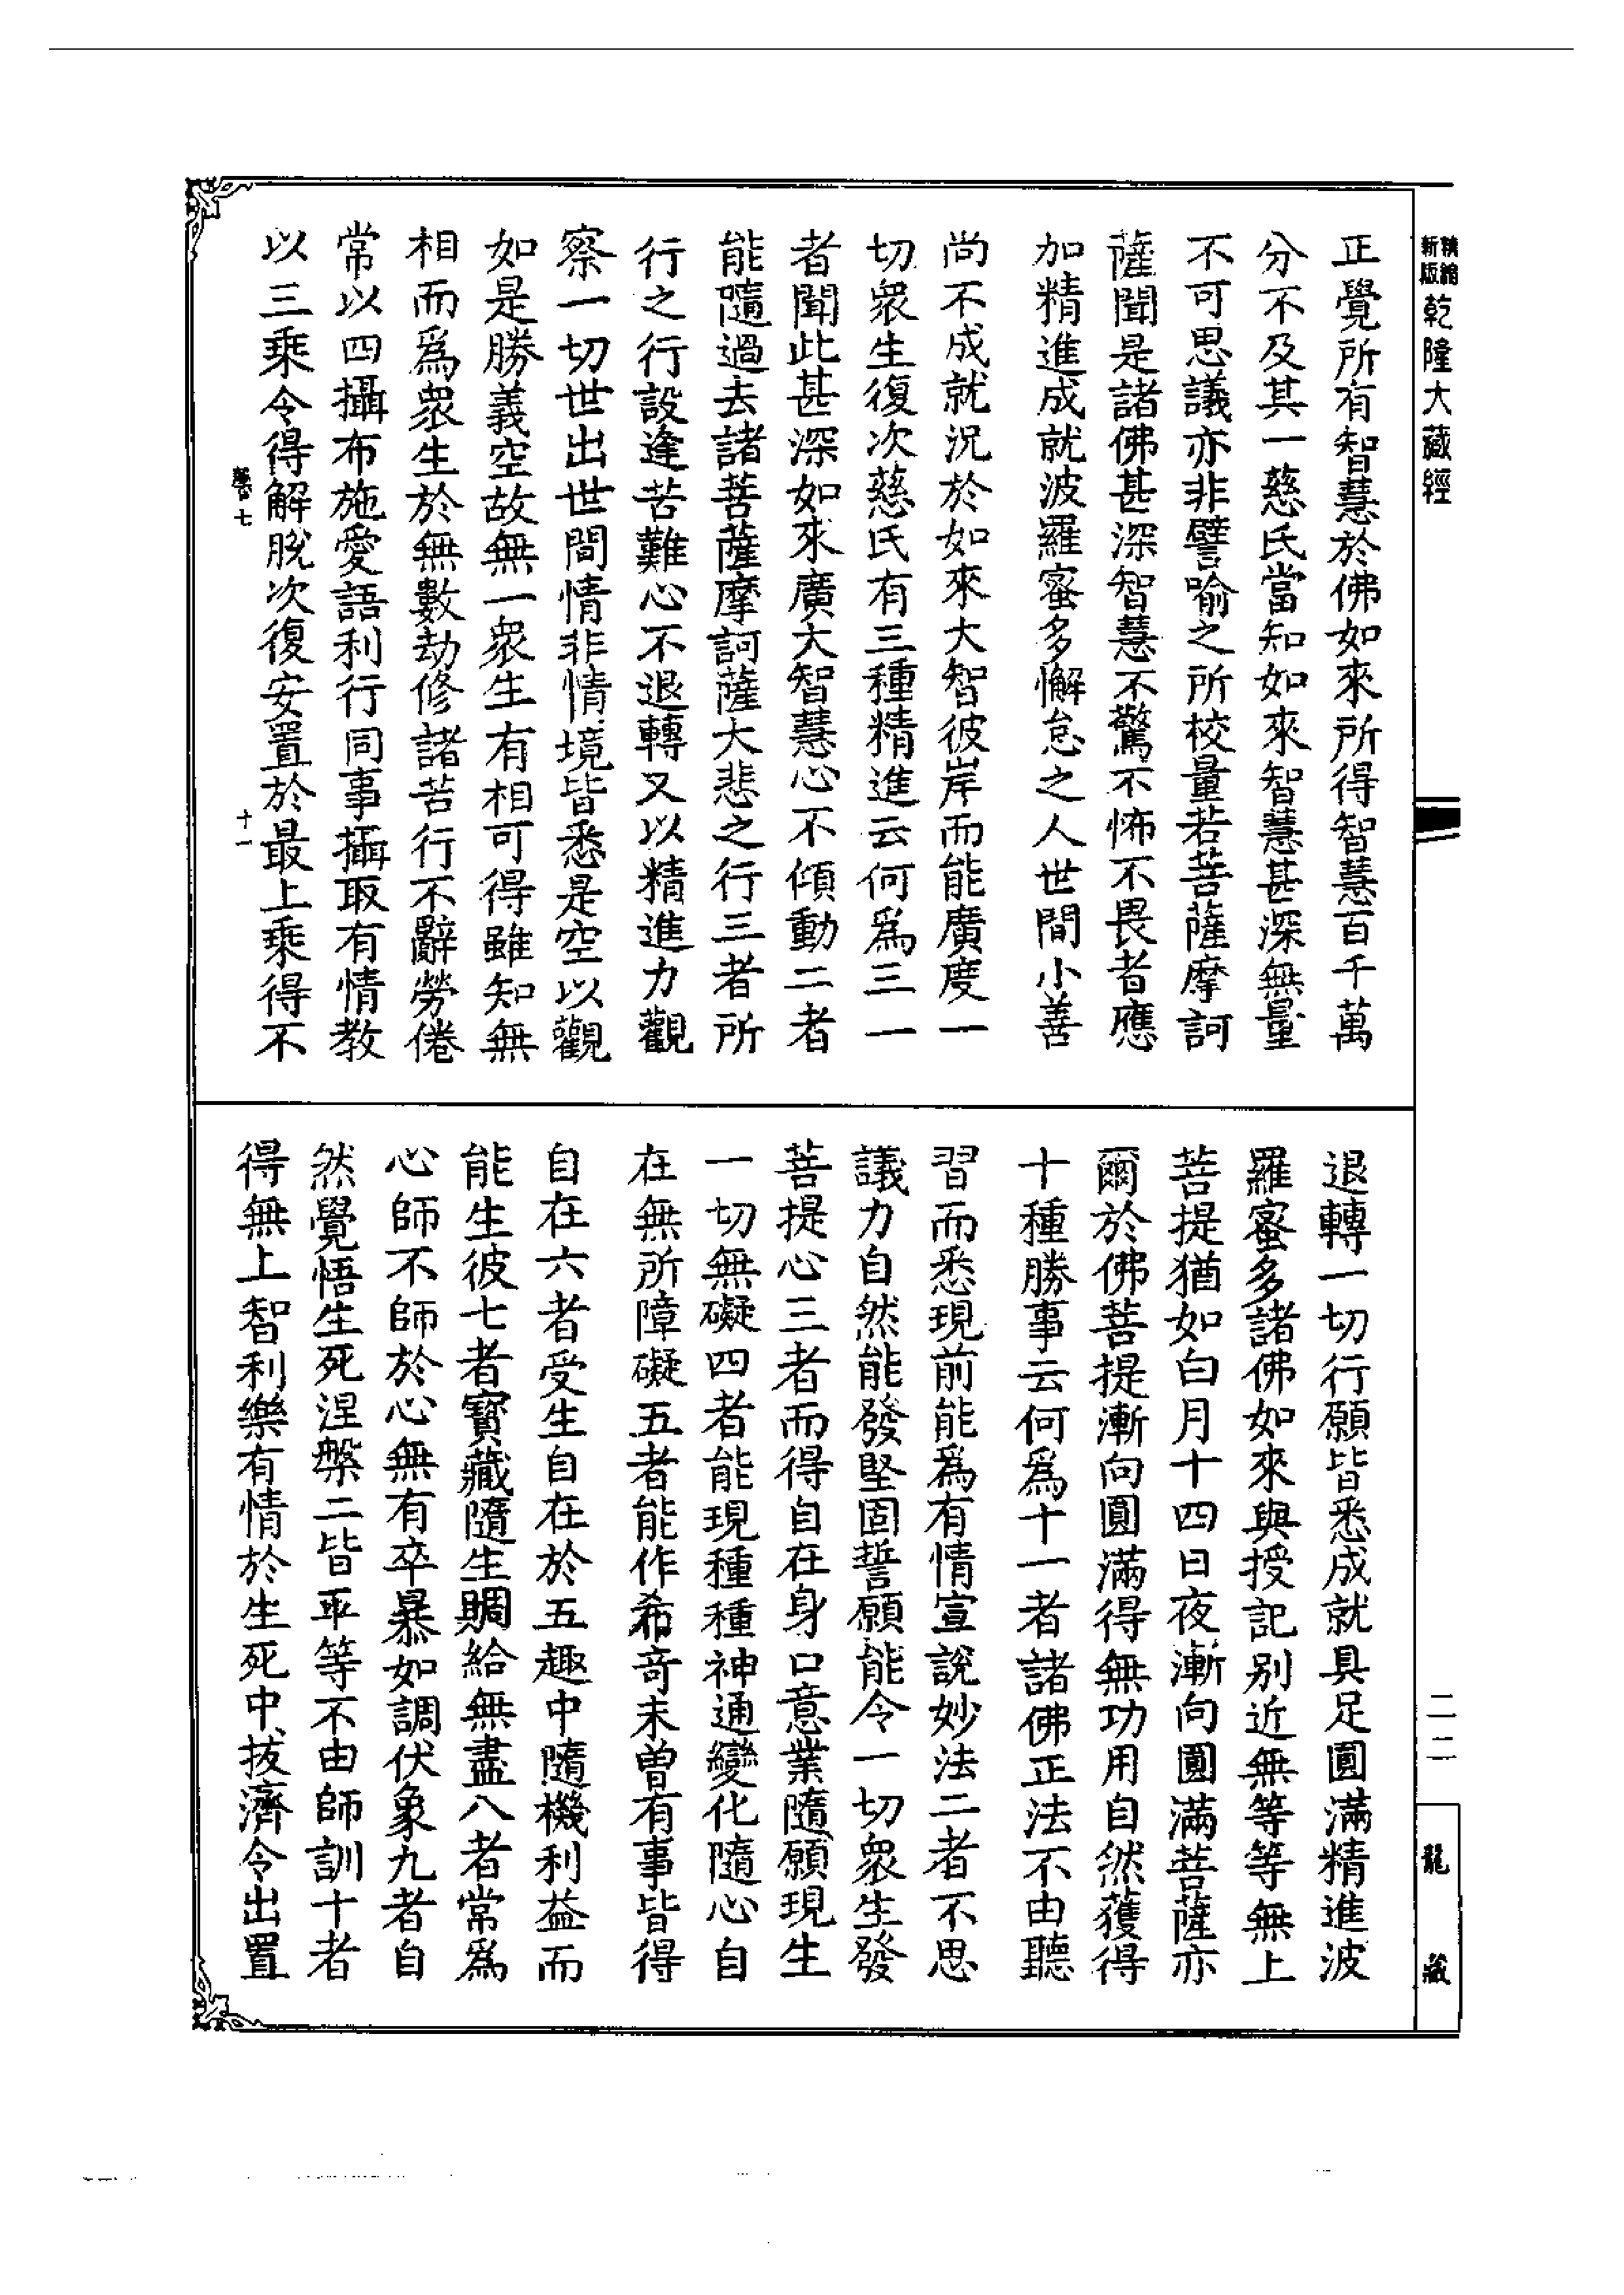 精縮
新版
乾隆大藏經
正覺所有智慧於佛如來所得智慧百千萬
分不及其一慈氏當知如來智慧甚深無量
不可思議亦非譬喻之所校量若菩薩摩訶
薩聞是諸佛甚深智慧不驚不怖不畏者應
加精進成就波羅蜜多懈怠之人世間小善
尚不成就況於如來大智彼岸而能廣度一
切眾生復次慈氏有三種精進云何爲三一
者聞此甚深如來廣大智慧心不傾動二者
能隨過去諸菩薩摩訶薩大悲之行三者所
行之行設逢苦難心不退轉又以精進力觀
察一切世出世間情非情境皆悉是空以觀
如是勝義空故無一眾生有相可得雖知無
相而爲眾生於無數劫修諸苦行不辭勞倦
常以四攝布施愛語利行同事攝取有情教
以三乘令得解脫次復安置於最上乘得不
七
十一
退轉一切行願皆悉成就具足圓滿精進波
羅蜜多諸佛如來與授記別近無等等無上
菩提猶如白月十四日夜漸向圓滿菩薩亦
爾於佛菩提漸向圓滿得無功用自然獲得
十種勝事云何爲十一者諸佛正法不由聽
習而悉現前能爲有情宣說妙法二者不思
議力自然能發堅固誓願能令一切眾生發
菩提心三者而得自在身口意業隨願現生
一切無礙四者能現種種神通變化隨心自
在無所障礙五者能作希奇未曾有事皆得
自在六者受生自在於五趣中隨機利益而
能生彼七者寶藏隨生賙給無盡八者常爲
心師不師於心無有卒暴如調伏象九者自
然覺悟生死涅槃二皆平等不由師訓十者
得無上智利樂有情於生死中拔濟令出置
二二
龍藏